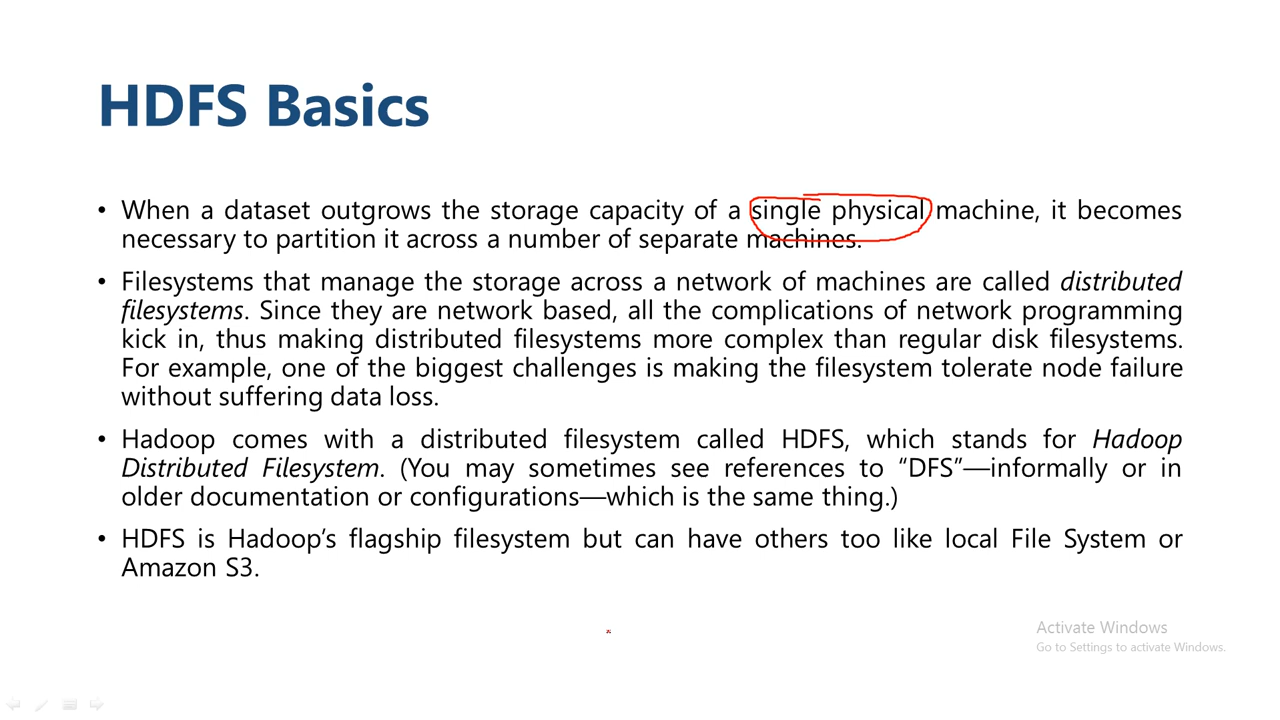 HDFS Basics
• When a dataset outgrows the storage capacity of a single physical machine, it becomes
necessary to partition it across a number of separate machines.
• Filesystems that manage the storage across a network of machines are called distributed
filesystems. Since they are network based, all the complications of network programming
kick in, thus making distributed filesystems more complex than regular disk filesystems.
For example, one of the biggest challenges is making the filesystem tolerate node failure
without suffering data loss.
• Hadoop comes with a distributed filesystem called HDFS, which stands for Hadoop
Distributed Filesystem. (You may sometimes see references to “DFS”—informally or in
older documentation or configurations—which is the same thing.)
• HDFS is Hadoop’s flagship filesystem but can have others too like local File System or
Amazon S3.
Activate Windows
Go to Settings to activate Windows.